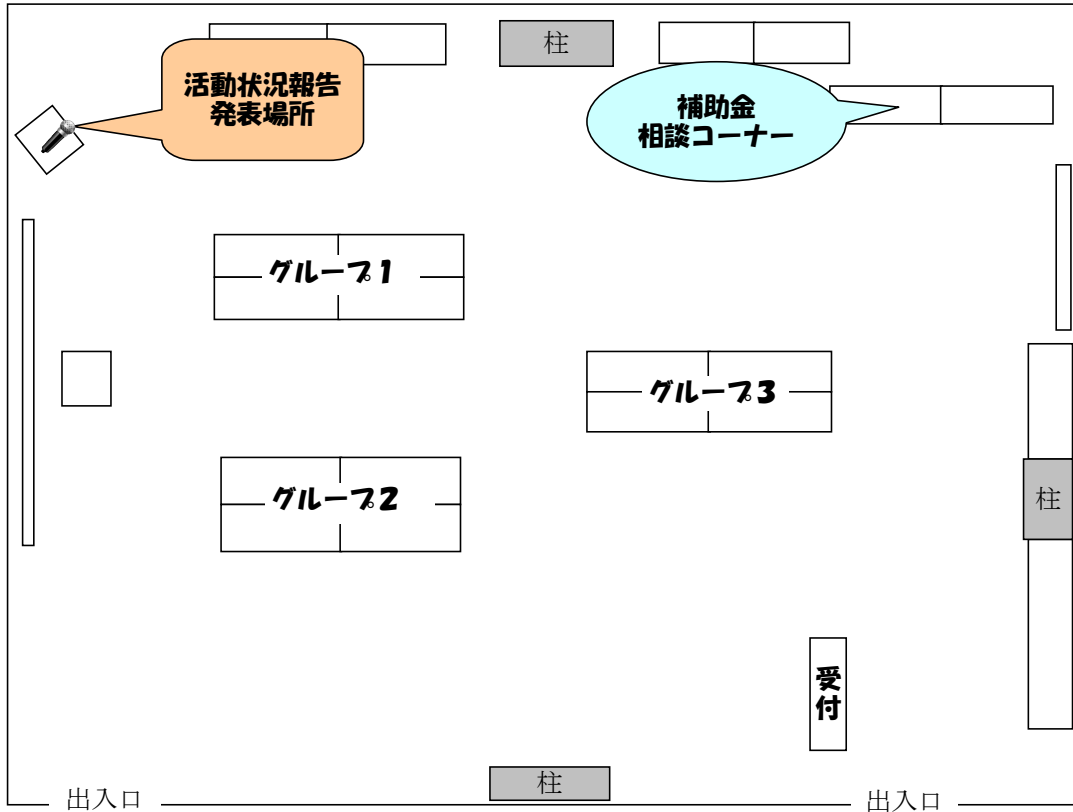 柱
活動状況報告
発表場所
補助金
相談コーナー
グループ1
グループ3
グループ2
柱
受付
柱
出入口
出入口